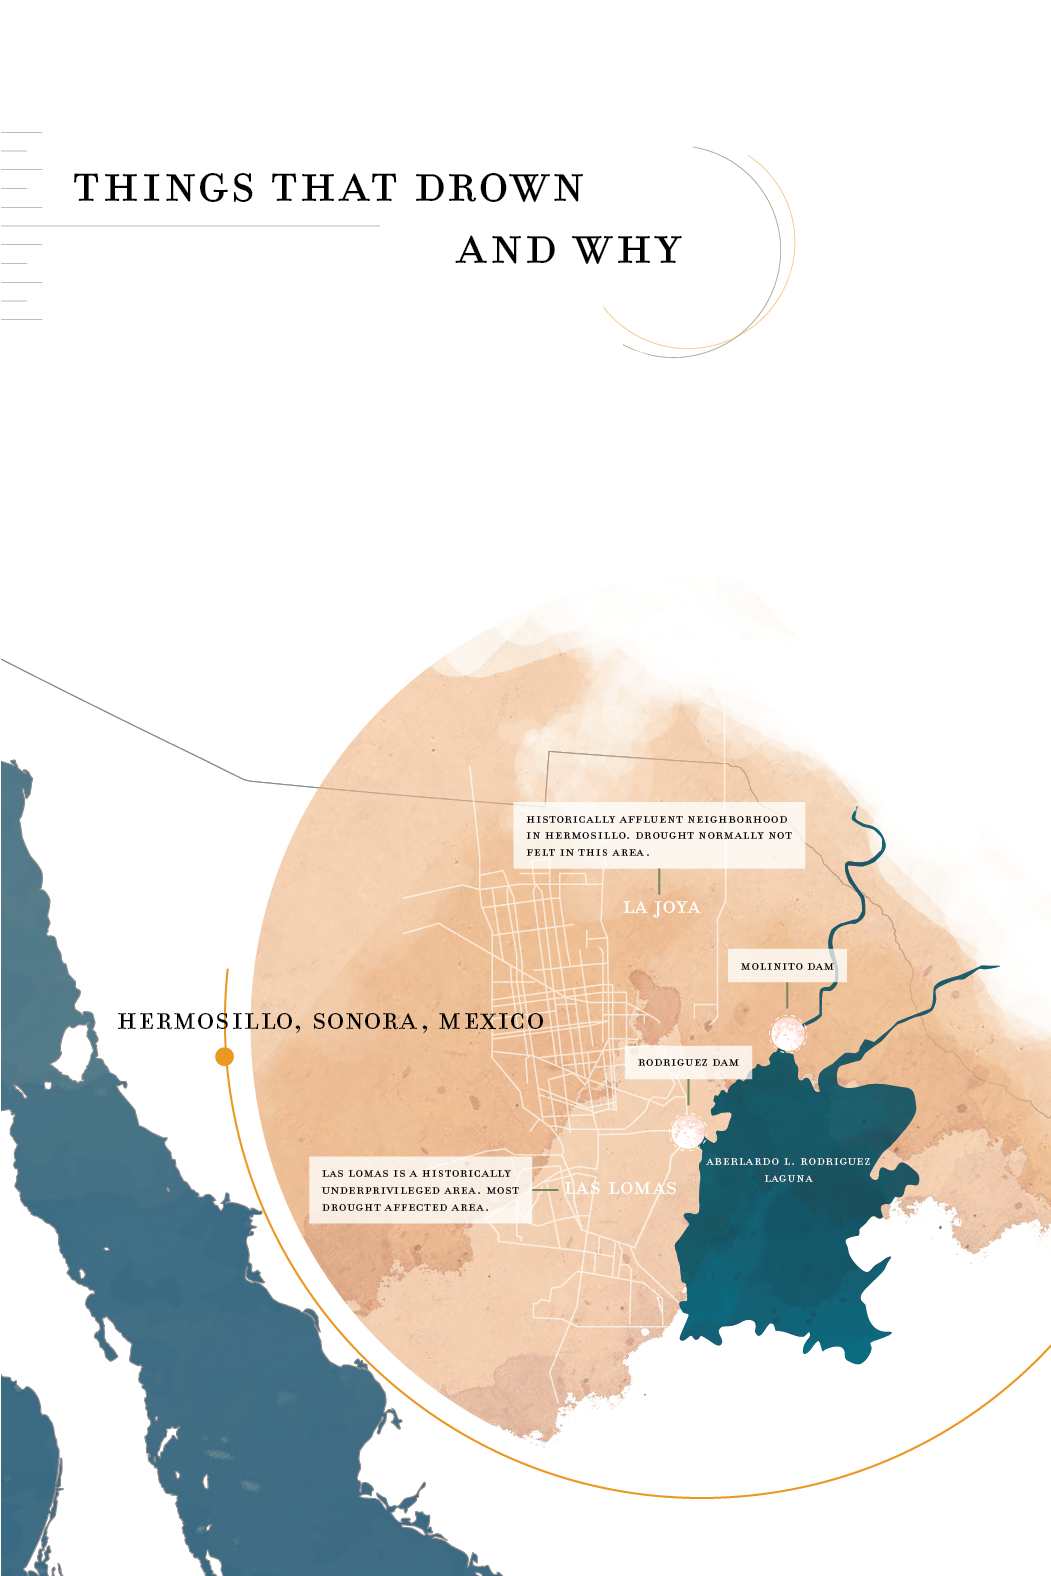 THINGS THAT DROWN
AND WHY
HISTORICALLY AFFLUENT NEIGHBORHOOD
IN HERMOSILLO. DROUGHT NORMALLY NOT
FELT IN THIS AREA.
LA JOYA
MOLINITO DAM
HERMOSILLO, SONORA, MEXICO
RODRIGUEZ DAM
ABERLARDO L. RODRIGUEZ
LAGUNA
LAS LOMAS IS A HISTORICALLY
UNDERPRIVILEGED AREA. MOST
DROUGHT AFFECTED AREA.
LAS LOMAS